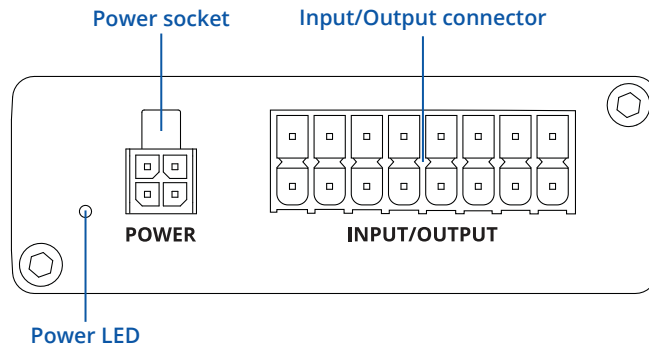 Power socket
Input/Output connector
POWER
INPUT/OUTPUT
Power LED